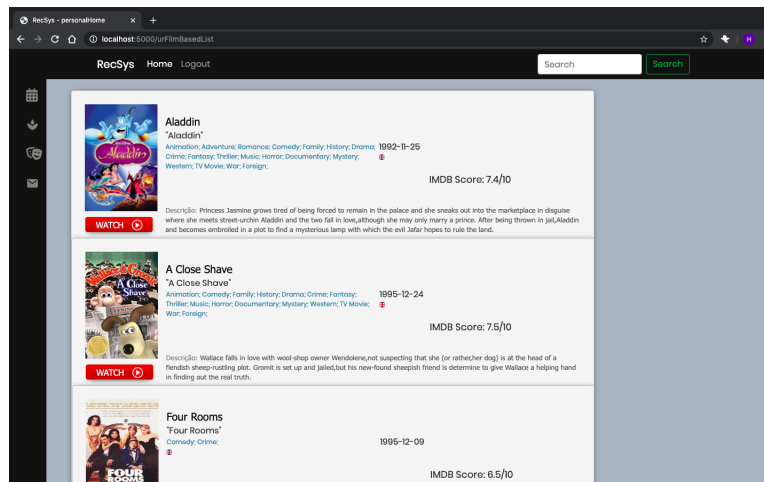 RecSys - personalHome
localhost:5000/urFilmBasedList
H
RecSys Home Logout
Search
Search
Aladdin
Aladdin
"Aladdin"
Animation; Adventure; Romance; Comedy; Family; History; Drama;
Crime; Fantasy; Thriller; Music; Horror; Documentary; Mystery;
Western; TV Movie; War; Foreign;
1992-11-25
IMDB Score: 7.4/10
WATCH
Descrição: Princess Jasmine grows tired of being forced to remain in the palace and she sneaks out into the marketplace in disguise
where she meets street-urchin Aladdin and the two fall in love,although she may only marry a prince. After being thrown in jail,Aladdin
and becomes embroiled in a plot to find a mysterious lamp with which the evil Jafar hopes to rule the land.
Wallace & Gromit
A Close
Shave
A Close Shave
"A Close Shave"
Animation; Comedy; Family; History; Drama; Crime; Fantasy;
Thriller; Music; Horror; Documentary; Mystery; Western; TV Movie;
War; Foreign;
1995-12-24
IMDB Score: 7.5/10
WATCH
Descrição: Wallace falls in love with wool-shop owner Wendolene,not suspecting that she (or rather,her dog) is at the head of a
fiendish sheep-rustling plot. Gromit is set up and jailed,but his new-found sheepish friend is determine to give Wallace a helping hand
in finding out the real truth.
FOUR
ROOMS
Four Rooms
"Four Rooms"
Comedy; Crime;
1995-12-09
IMDB Score: 6.5/10